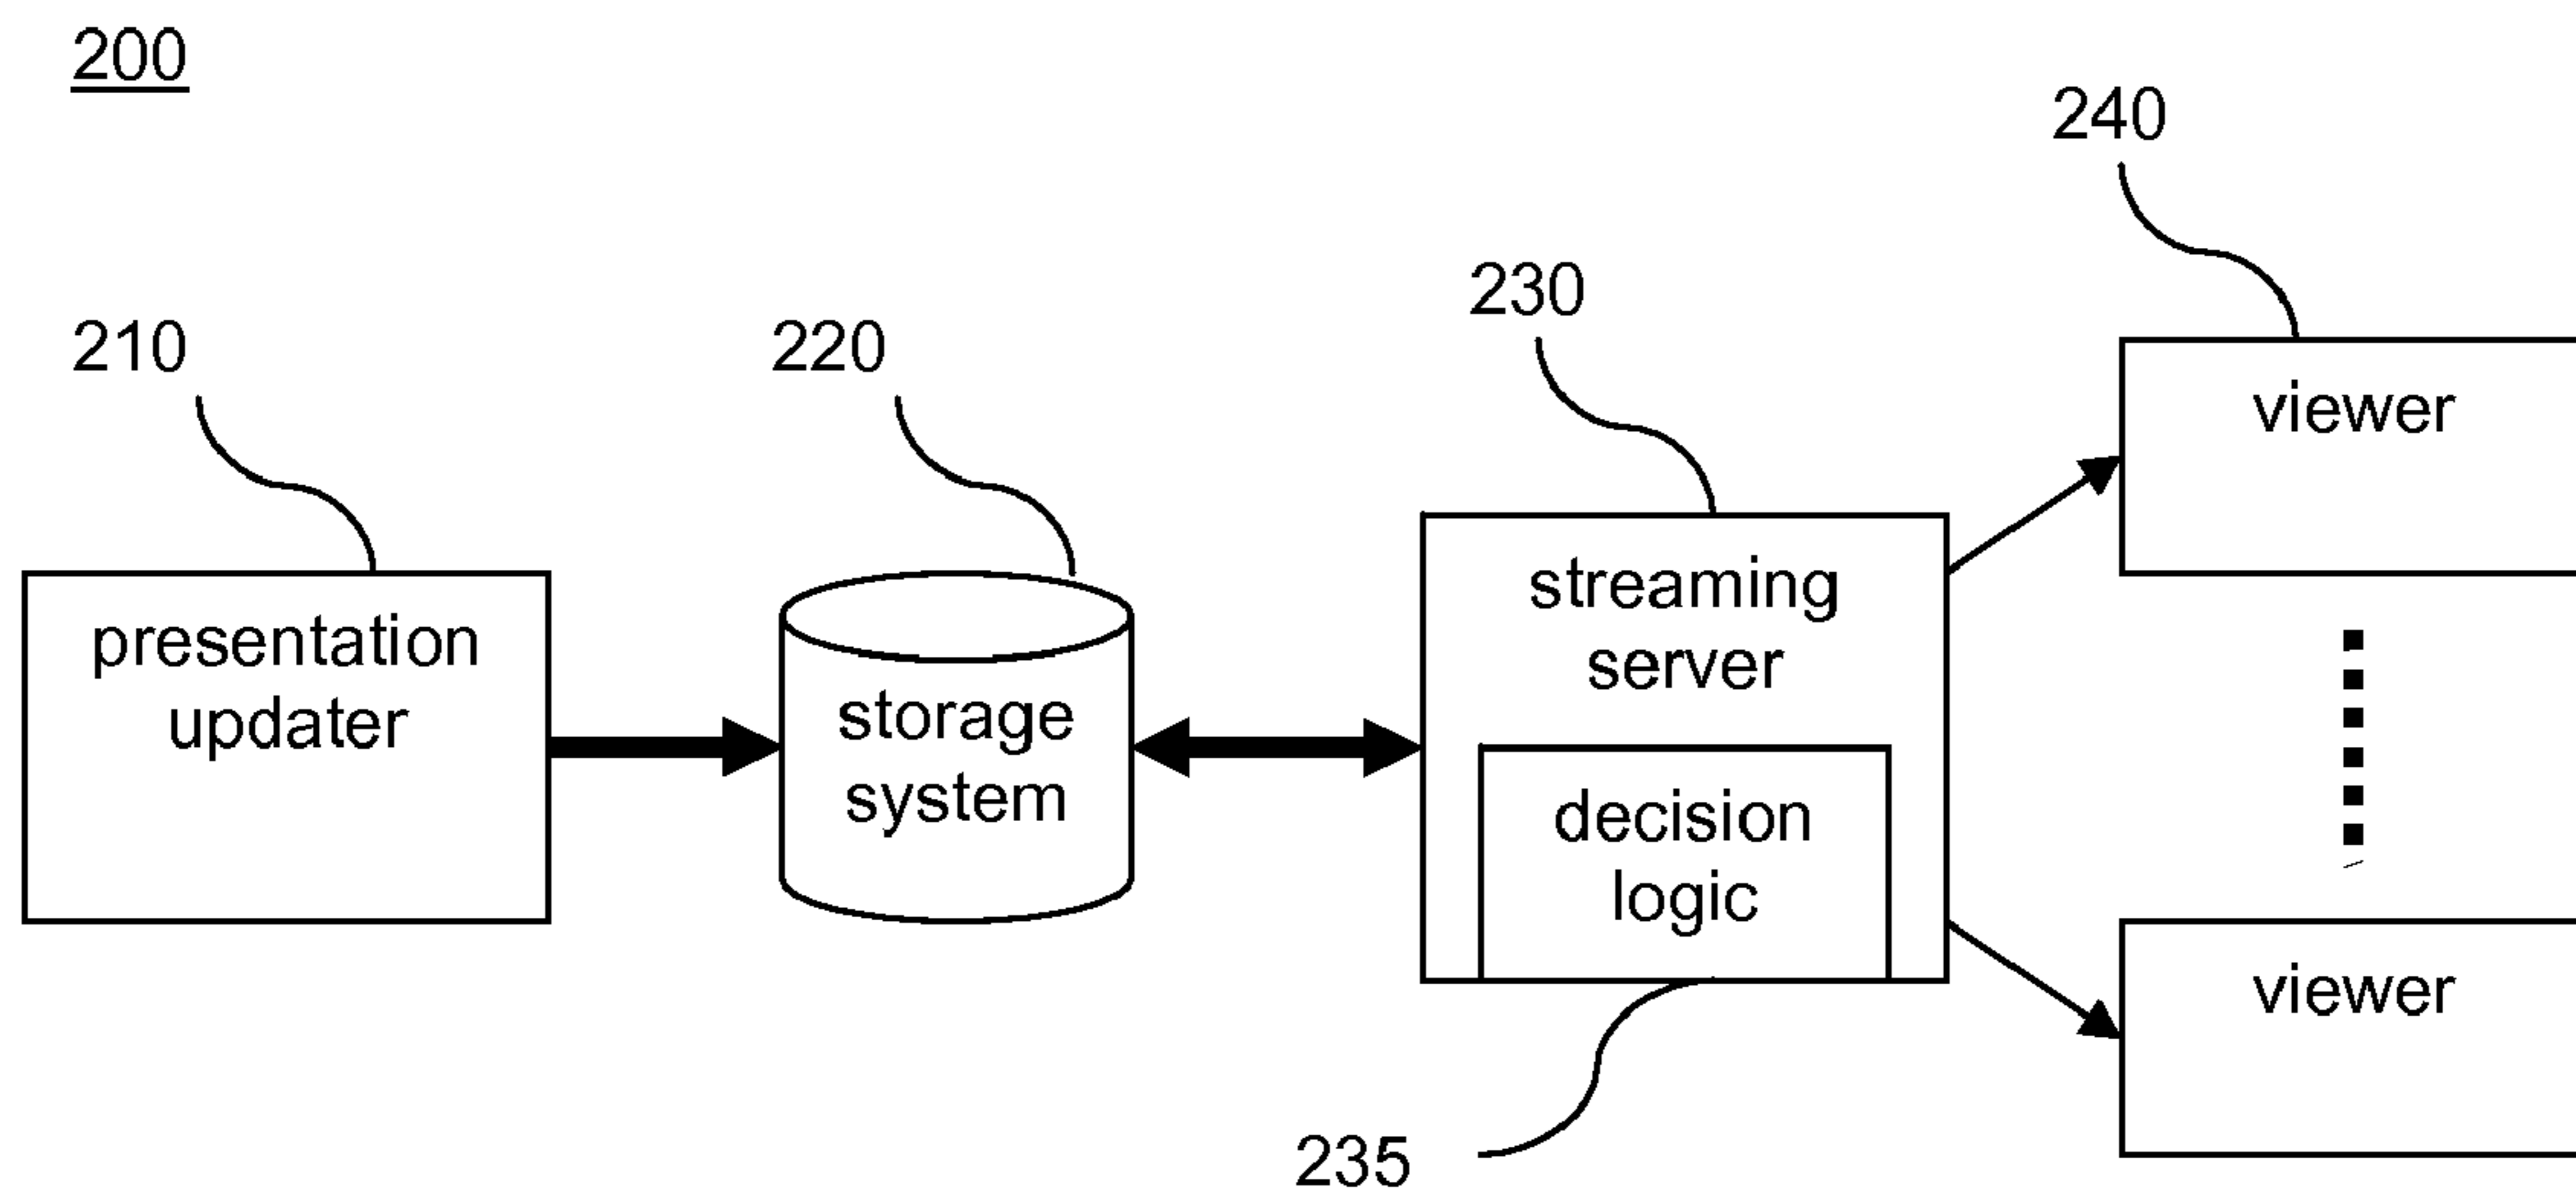 200
240
230
210
220
viewer
streaming
server
presentation
updater
storage
system
decision
logic
viewer
235